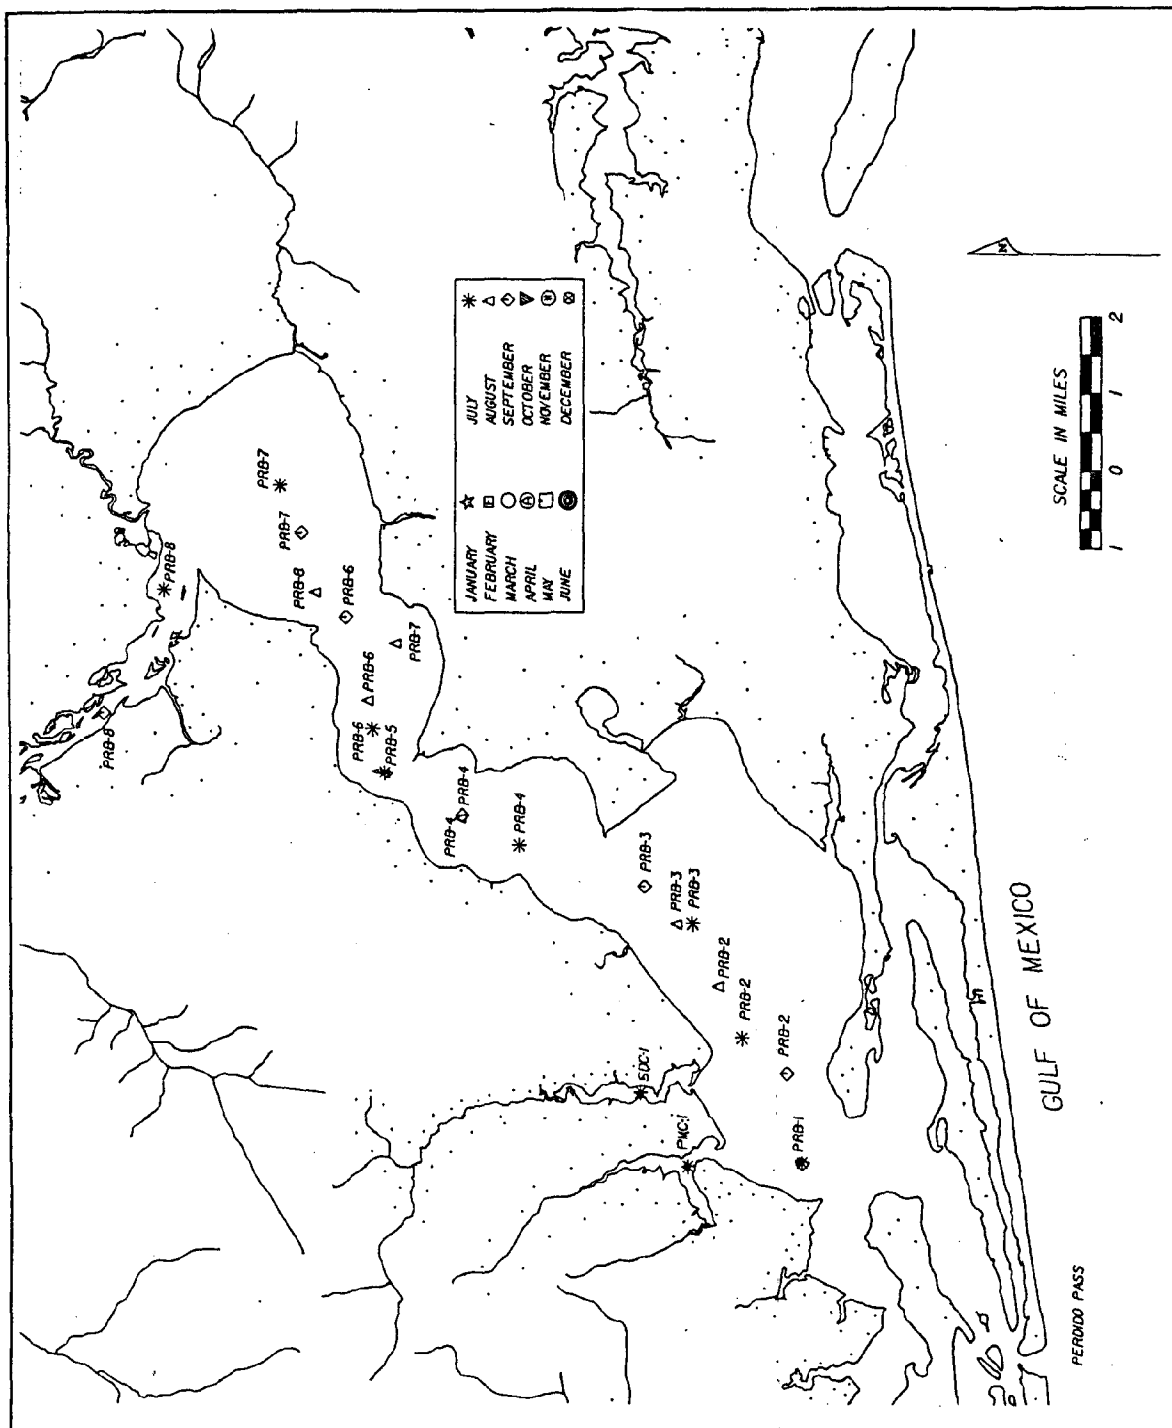 PRB-8
PRB-8
PRB-7
PRB-7
PRB-8
PRB-6
PRB-7
PRB-6
PRB-6
PRB-5
PRB-4
PRB-4
PRB-4
PRB-3
PRB-3
PRB-3
PRB-2
PRB-2
PRB-2
PRB-1
SDC-1
PMC-1
JANUARY JULY
FEBRUARY AUGUST
MARCH SEPTEMBER
APRIL OCTOBER
MAY NOVEMBER
JUNE DECEMBER
N
SCALE IN MILES
1 0 1 2
GULF OF MEXICO
PERDIDO PASS